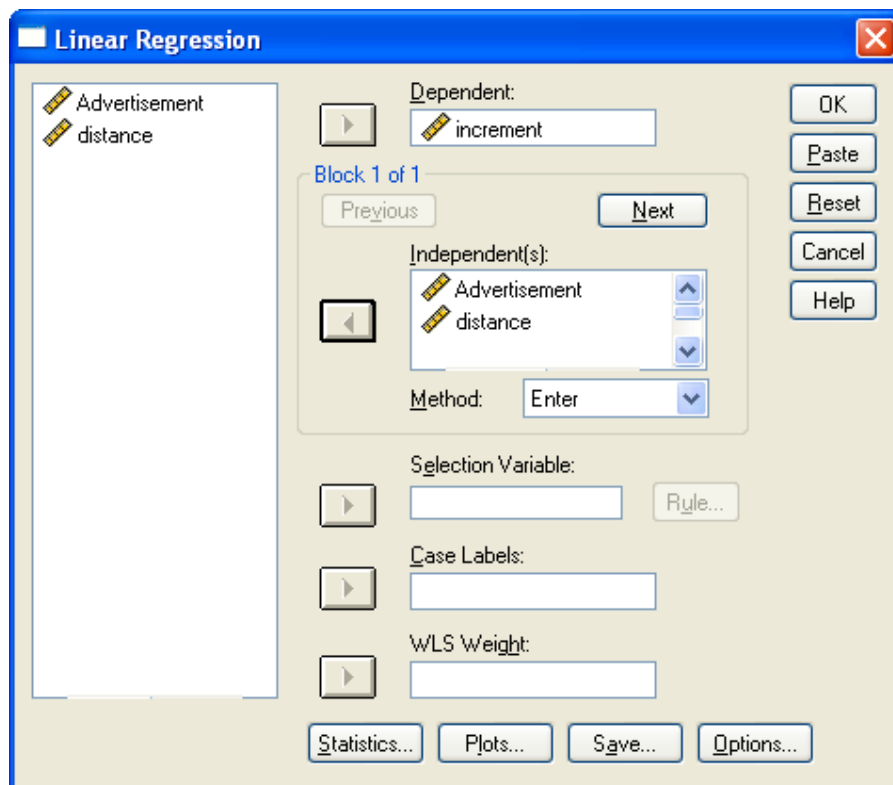 Linear Regression
Advertisement
distance
Dependent:
increment
Block 1 of 1
Previous
Next
Independent(s):
Advertisement
distance
Method:
Enter
Selection Variable:
Rule...
Case Labels:
WLS Weight:
Statistics...
Plots...
Save...
Options...
OK
Paste
Reset
Cancel
Help